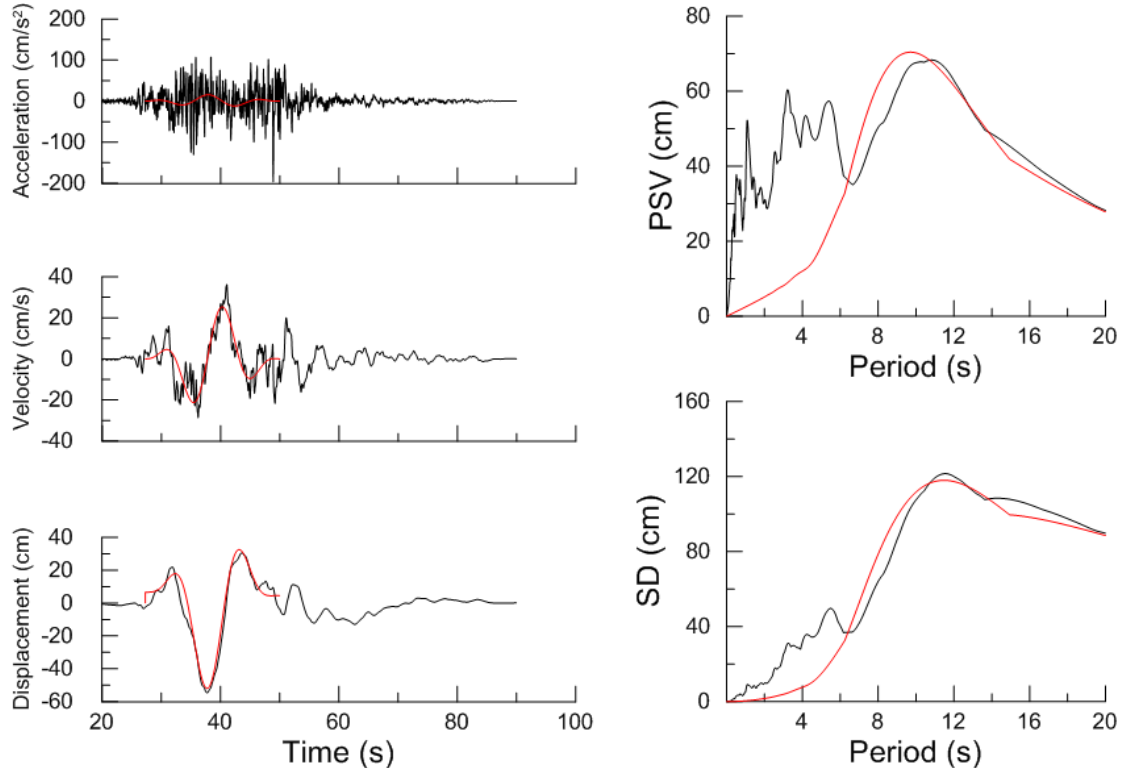 Acceleration (cm/s²)
200
100
0
-100
-200
Velocity (cm/s)
40
20
0
-20
-40
Displacement (cm)
40
20
0
-20
-40
-60
20 40 60 80 100
Time (s)
PSV (cm)
80
60
40
20
0
4 8 12 16 20
Period (s)
SD (cm)
160
120
80
40
0
4 8 12 16 20
Period (s)